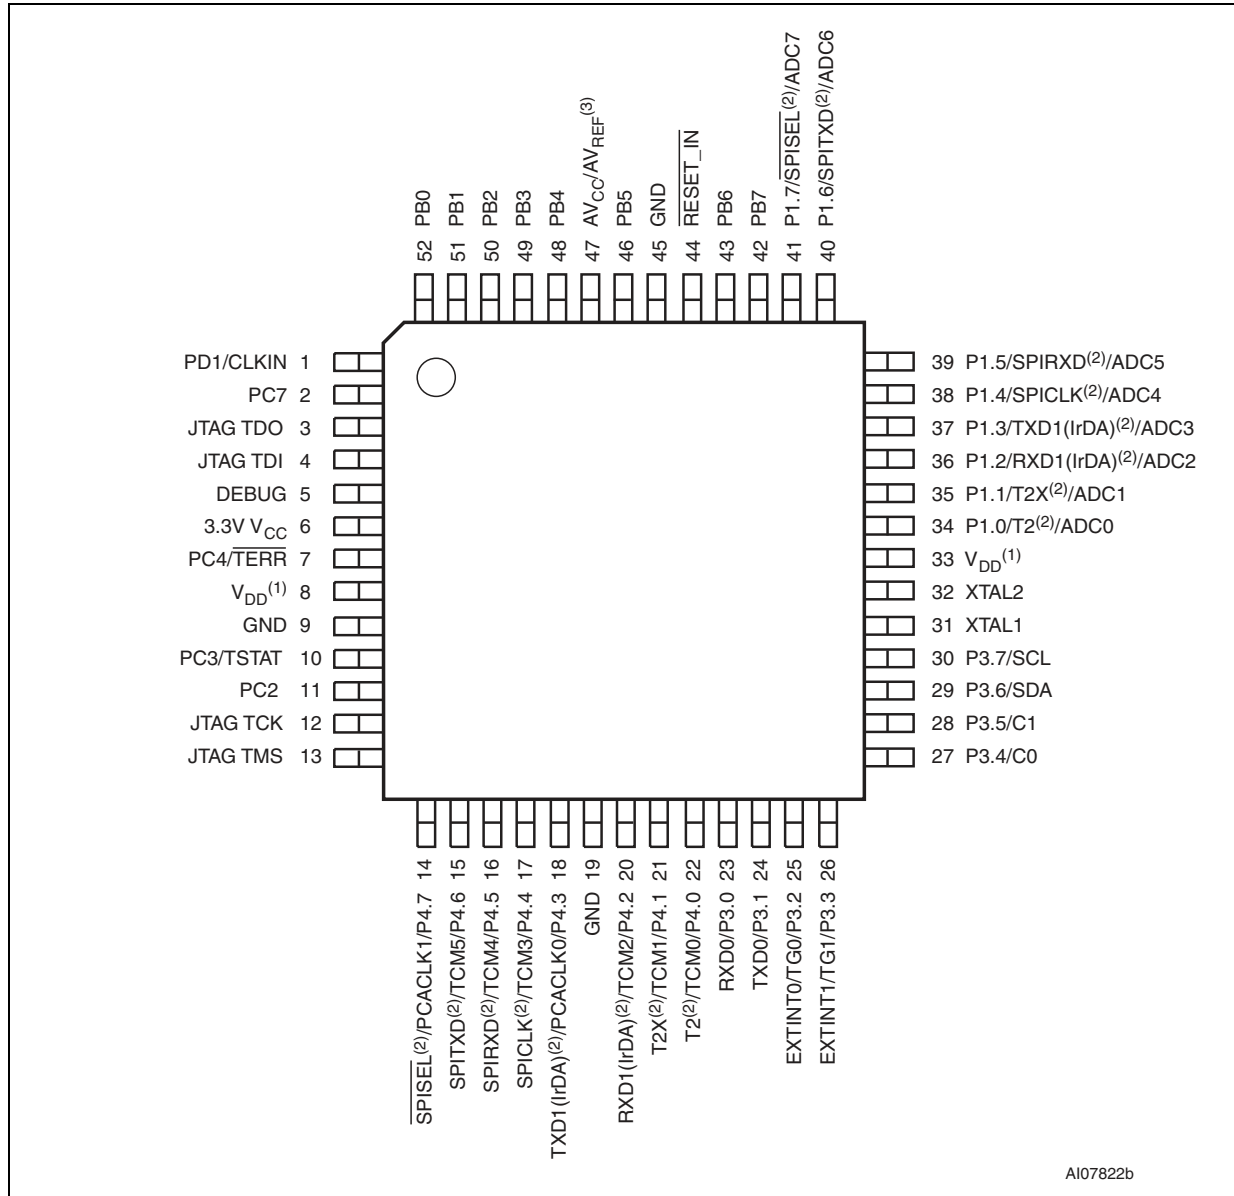 52 PB0
51 PB1
50 PB2
49 PB3
48 PB4
47 AVCC/AVREF(3)
46 PB5
45 GND
44 RESET_IN
43 PB6
42 PB7
41 P1.7/SPISEL(2)/ADC7
40 P1.6/SPITXD(2)/ADC6
PD1/CLKIN 1
PC7 2
JTAG TDO 3
JTAG TDI 4
DEBUG 5
3.3V VCC 6
PC4/TERR 7
VDD(1) 8
GND 9
PC3/TSTAT 10
PC2 11
JTAG TCK 12
JTAG TMS 13
39 P1.5/SPIRXD(2)/ADC5
38 P1.4/SPICLK(2)/ADC4
37 P1.3/TXD1(IrDA)(2)/ADC3
36 P1.2/RXD1(IrDA)(2)/ADC2
35 P1.1/T2X(2)/ADC1
34 P1.0/T2(2)/ADC0
33 VDD(1)
32 XTAL2
31 XTAL1
30 P3.7/SCL
29 P3.6/SDA
28 P3.5/C1
27 P3.4/C0
SPISEL(2)/PCACLK1/P4.7 14
SPITXD(2)/TCM5/P4.6 15
SPIRXD(2)/TCM4/P4.5 16
SPICLK(2)/TCM3/P4.4 17
TXD1(IrDA)(2)/PCACLK0/P4.3 18
GND 19
RXD1(IrDA)(2)/TCM2/P4.2 20
T2X(2)/TCM1/P4.1 21
T2(2)/TCM0/P4.0 22
RXD0/P3.0 23
TXD0/P3.1 24
EXTINT0/TG0/P3.2 25
EXTINT1/TG1/P3.3 26
AI07822b